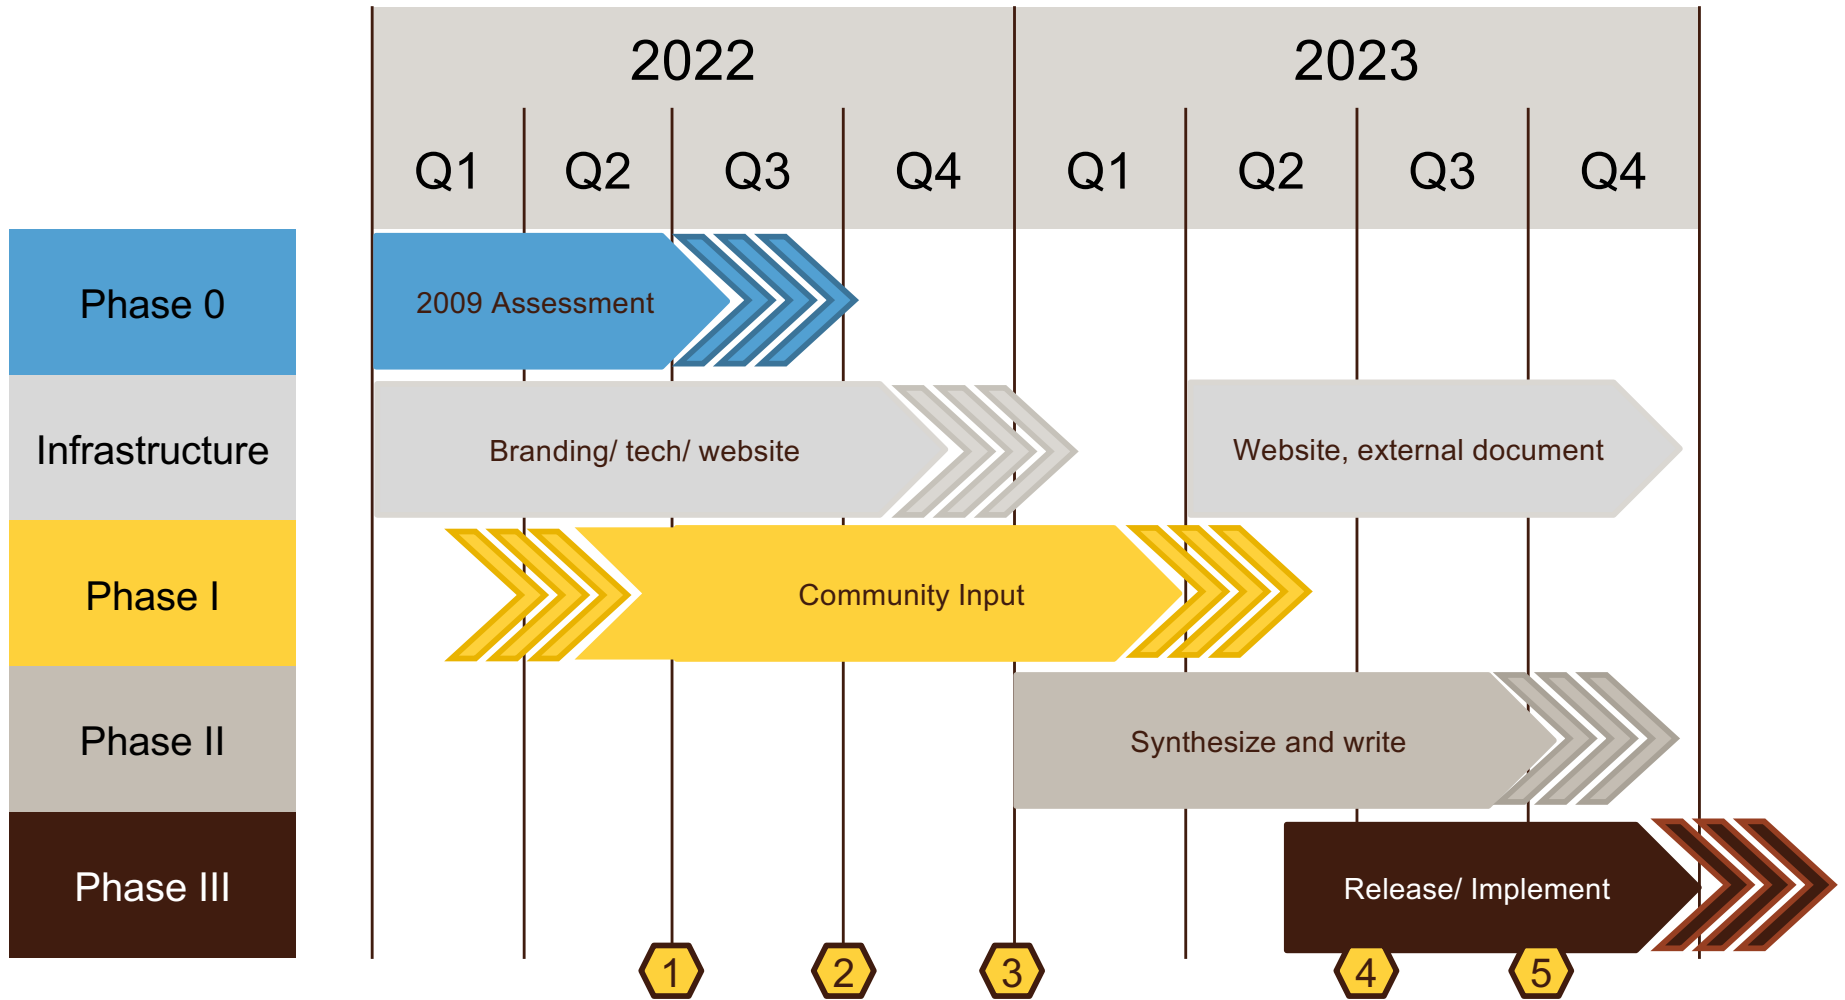 2022
2023
Q1
Q2
Q3
Q4
Q1
Q2
Q3
Q4
Phase 0
2009 Assessment
Infrastructure
Branding/ tech/ website
Website, external document
Phase I
Community Input
Phase II
Synthesize and write
Phase III
Release/ Implement
1
2
3
4
5